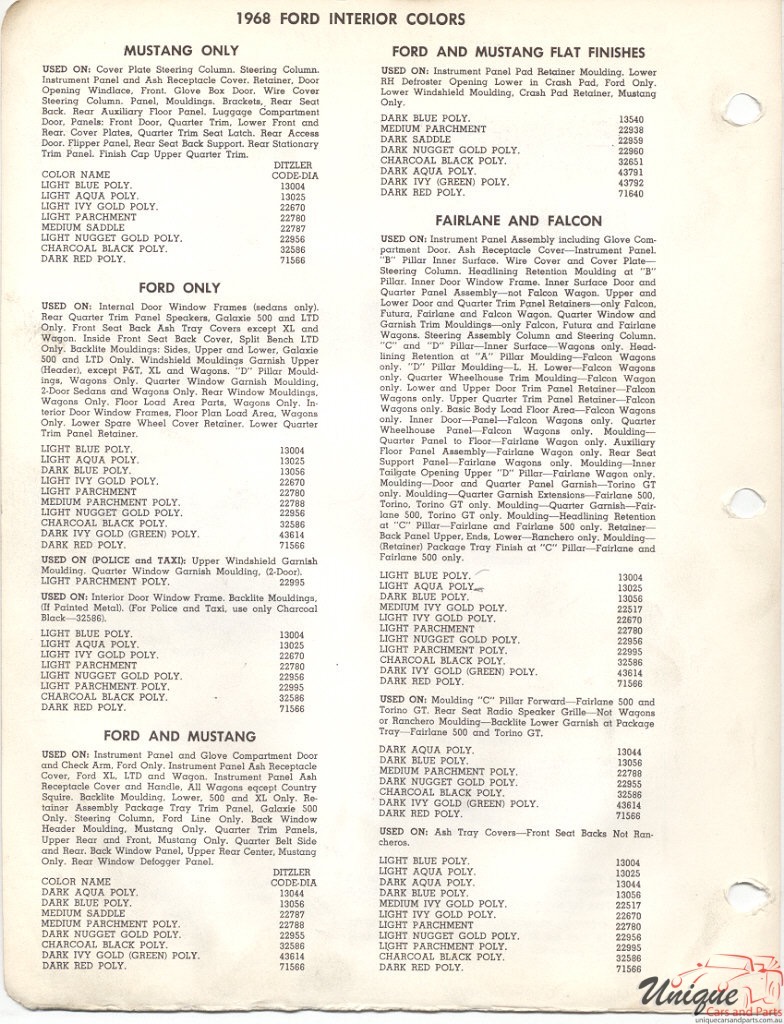 1968 FORD INTERIOR COLORS
MUSTANG ONLY
USED ON: Cover Plate Steering Column. Steering Column.
Instrument Panel and Ash Receptacle Cover. Retainer, Door
Opening Windlace, Front. Glove Box Door. Wire Cover
Steering Column. Panel, Mouldings. Brackets, Rear Seat
Back. Rear Auxiliary Floor Panel. Luggage Compartment
Door, Panels: Front Door, Quarter Trim, Lower Front and
Rear. Cover Plates, Quarter Trim Seat Latch. Rear Access
Door. Flipper Panel, Rear Seat Back Support. Rear Stationary
Trim Panel. Finish Cap Upper Quarter Trim.
DITZLER
COLOR NAME CODE-DIA
LIGHT BLUE POLY. 13004
LIGHT AQUA POLY. 13025
LIGHT IVY GOLD POLY. 22670
LIGHT PARCHMENT 22780
MEDIUM SADDLE 22787
LIGHT NUGGET GOLD POLY. 22956
CHARCOAL BLACK POLY. 32586
DARK RED POLY. 71566
FORD ONLY
USED ON: Internal Door Window Frames (sedans only).
Rear Quarter Trim Panel Speakers, Galaxie 500 and LTD
Only. Front Seat Back Ash Tray Covers except XL and
Wagon. Inside Front Seat Back Cover, Split Bench LTD
Only. Backlite Mouldings: Sides, Upper and Lower, Galaxie
500 and LTD Only. Windshield Mouldings Garnish Upper
(Header), except P&T, XL and Wagons. "D" Pillar Mould-
ings, Wagons Only. Quarter Window Garnish Moulding,
2-Door Sedans and Wagons Only. Rear Window Mouldings,
Wagons Only. Floor Load Area Parts, Wagons Only. In-
terior Door Window Frames, Floor Plan Load Area, Wagons
Only. Lower Spare Wheel Cover Retainer. Lower Quarter
Trim Panel Retainer.
LIGHT BLUE POLY. 13004
LIGHT AQUA POLY. 13025
DARK BLUE POLY. 13056
LIGHT IVY GOLD POLY. 22670
LIGHT PARCHMENT 22780
MEDIUM PARCHMENT POLY. 22788
LIGHT NUGGET GOLD POLY. 22956
CHARCOAL BLACK POLY. 32586
DARK IVY GOLD (GREEN) POLY. 43614
DARK RED POLY. 71566
USED ON (POLICE and TAXI): Upper Windshield Garnish
Moulding. Quarter Window Garnish Moulding, (2-Door).
LIGHT PARCHMENT POLY. 22995
USED ON: Interior Door Window Frame. Backlite Mouldings,
(If Painted Metal). (For Police and Taxi, use only Charcoal
Black—32586).
LIGHT BLUE POLY. 13004
LIGHT AQUA POLY. 13025
LIGHT IVY GOLD POLY. 22670
LIGHT PARCHMENT 22780
LIGHT NUGGET GOLD POLY. 22956
LIGHT PARCHMENT POLY. 22995
CHARCOAL BLACK POLY. 32586
DARK RED POLY. 71566
FORD AND MUSTANG
USED ON: Instrument Panel and Glove Compartment Door
and Check Arm, Ford Only. Instrument Panel Ash Receptacle
Cover, Ford XL, LTD and Wagon. Instrument Panel Ash
Receptacle Cover and Handle, All Wagons eqcept Country
Squire. Backlite Moulding, Lower, 500 and XL Only. Re-
tainer Assembly Package Tray Trim Panel, Galaxie 500
Only. Steering Column, Ford Line Only. Back Window
Header Moulding, Mustang Only. Quarter Trim Panels,
Upper Rear and Front, Mustang Only. Quarter Belt Side
and Rear. Back Window Panel, Upper Rear Center, Mustang
Only. Rear Window Defogger Panel.
DITZLER
COLOR NAME CODE-DIA
DARK AQUA POLY. 13044
DARK BLUE POLY. 13056
MEDIUM SADDLE 22787
MEDIUM PARCHMENT POLY. 22788
DARK NUGGET GOLD POLY. 22955
CHARCOAL BLACK POLY. 32586
DARK IVY GOLD (GREEN) POLY. 43614
DARK RED POLY. 71566
FORD AND MUSTANG FLAT FINISHES
USED ON: Instrument Panel Pad Retainer Moulding. Lower
RH Defroster Opening Lower in Crash Pad, Ford Only.
Lower Windshield Moulding, Crash Pad Retainer, Mustang
Only.
DARK BLUE POLY. 13540
MEDIUM PARCHMENT 22938
DARK SADDLE 22959
DARK NUGGET GOLD POLY. 22960
CHARCOAL BLACK POLY. 32651
DARK AQUA POLY. 43791
DARK IVY (GREEN) POLY. 43792
DARK RED POLY. 71640
FAIRLANE AND FALCON
USED ON: Instrument Panel Assembly including Glove Com-
partment Door. Ash Receptacle Cover—Instrument Panel.
"B" Pillar Inner Surface. Wire Cover and Cover Plate—
Steering Column. Headlining Retention Moulding at "B"
Pillar. Inner Door Window Frame. Inner Surface Door and
Quarter Panel Assembly—not Falcon Wagon. Upper and
Lower Door and Quarter Trim Panel Retainers—only Falcon,
Futura, Fairlane and Falcon Wagon. Quarter Window and
Garnish Trim Mouldings—only Falcon, Futura and Fairlane
Wagons. Steering Assembly Column and Steering Column.
"C" and "D" Pillar—Inner Surface—Wagons only. Head-
lining Retention at "A" Pillar Moulding—Falcon Wagons
only. "D" Pillar Moulding—L. H. Lower—Falcon Wagons
only. Quarter Wheelhouse Trim Moulding—Falcon Wagon
only. Lower and Upper Door Trim Panel Retainer—Falcon
Wagons only. Upper Quarter Trim Panel Retainer—Falcon
Wagons only. Basic Body Load Floor Area—Falcon Wagons
only. Inner Door—Panel—Falcon Wagons only. Quarter
Wheelhouse Panel—Falcon Wagons only. Moulding—
Quarter Panel to Floor—Fairlane Wagon only. Auxiliary
Floor Panel Assembly—Fairlane Wagon only. Rear Seat
Support Panel—Fairlane Wagons only. Moulding—Inner
Tailgate Opening Upper "D" Pillar—Fairlane Wagon only.
Moulding—Door and Quarter Panel Garnish—Torino GT
only. Moulding—Quarter Garnish Extensions—Fairlane 500,
Torino, Torino GT only. Moulding—Quarter Garnish—Fair-
lane 500, Torino GT only. Moulding—Headlining Retention
at "C" Pillar—Fairlane and Fairlane 500 only. Retainer—
Back Panel Upper, Ends, Lower—Ranchero only. Moulding—
(Retainer) Package Tray Finish at "C" Pillar—Fairlane and
Fairlane 500 only.
LIGHT BLUE POLY. 13004
LIGHT AQUA POLY. 13025
DARK BLUE POLY. 13056
MEDIUM IVY GOLD POLY. 22517
LIGHT IVY GOLD POLY. 22670
LIGHT PARCHMENT 22780
LIGHT NUGGET GOLD POLY. 22956
LIGHT PARCHMENT POLY. 22995
CHARCOAL BLACK POLY. 32586
DARK IVY GOLD (GREEN) POLY. 43614
DARK RED POLY. 71566
USED ON: Moulding "C" Pillar Forward—Fairlane 500 and
Torino GT. Rear Seat Radio Speaker Grille—Not Wagons
or Ranchero Moulding—Backlite Lower Garnish at Package
Tray—Fairlane 500 and Torino GT.
DARK AQUA POLY. 13044
DARK BLUE POLY. 13056
MEDIUM PARCHMENT POLY. 22788
DARK NUGGET GOLD POLY. 22955
CHARCOAL BLACK POLY. 32586
DARK IVY GOLD (GREEN) POLY. 43614
DARK RED POLY. 71566
USED ON: Ash Tray Covers—Front Seat Backs Not Ran-
cheros.
LIGHT BLUE POLY. 13004
LIGHT AQUA POLY. 13025
DARK AQUA POLY. 13044
DARK BLUE POLY. 13056
MEDIUM IVY GOLD POLY. 22517
LIGHT IVY GOLD POLY. 22670
LIGHT PARCHMENT 22780
LIGHT NUGGET GOLD POLY. 22956
LIGHT PARCHMENT POLY. 22995
CHARCOAL BLACK POLY. 32586
DARK RED POLY. 71566
Unique
Cars and Parts
uniquecarsandparts.com.au